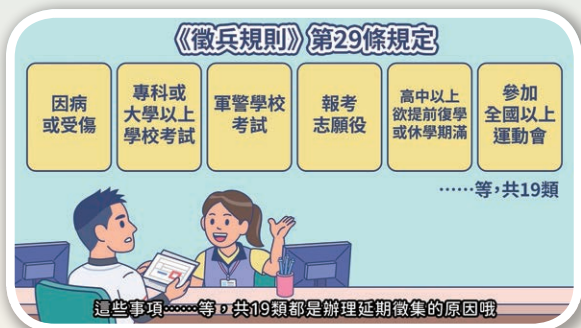 《徵兵規則》第29條規定
因病
或受傷
專科或
大學以上
學校考試
軍警學校
考試
報考
志願役
高中以上
欲提前復學
或休學期滿
參加
全國以上
運動會
……等，共19類
這些事項……等，共19類都是辦理延期徵集的原因哦